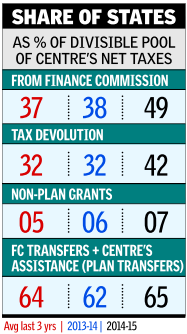 SHARE OF STATES
AS % OF DIVISIBLE POOL
OF CENTRE'S NET TAXES
FROM FINANCE COMMISSION
37 38 49
TAX DEVOLUTION
32 32 42
NON-PLAN GRANTS
05 06 07
FC TRANSFERS + CENTRE'S
ASSISTANCE (PLAN TRANSFERS)
64 62 65
Avg last 3 yrs | 2013-14 | 2014-15